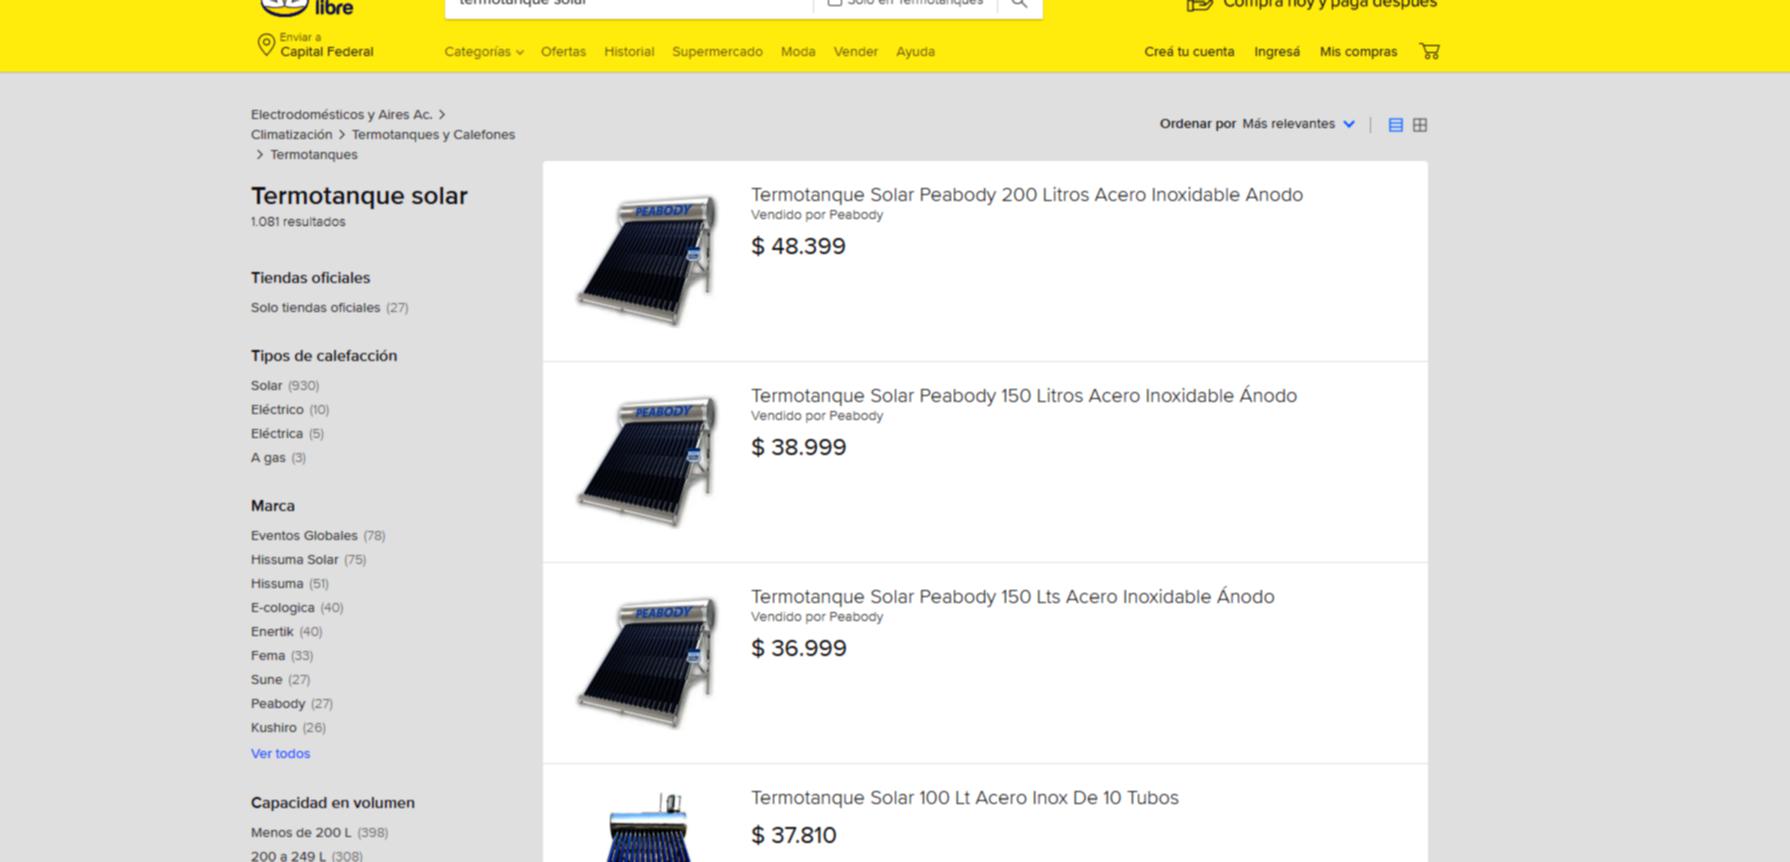 libre
termotanque solar
Solo en Termotanques
Compra hoy y paga después
Enviar a
Capital Federal
Categorías
Ofertas
Historial
Supermercado
Moda
Vender
Ayuda
Creá tu cuenta
Ingresá
Mis compras
Electrodomésticos y Aires Ac. >
Climatización > Termotanques y Calefones
> Termotanques
Ordenar por Más relevantes
Termotanque solar
1.081 resultados
Tiendas oficiales
Solo tiendas oficiales (27)
Tipos de calefacción
Solar (930)
Eléctrico (10)
Eléctrica (5)
A gas (3)
Marca
Eventos Globales (78)
Hissuma Solar (75)
Hissuma (51)
E-cologica (40)
Enertik (40)
Fema (33)
Sune (27)
Peabody (27)
Kushiro (26)
Ver todos
Capacidad en volumen
Menos de 200 L (398)
200 a 249 L (308)
PEABODY
Termotanque Solar Peabody 200 Litros Acero Inoxidable Anodo
Vendido por Peabody
$ 48.399
PEABODY
Termotanque Solar Peabody 150 Litros Acero Inoxidable Ánodo
Vendido por Peabody
$ 38.999
PEABODY
Termotanque Solar Peabody 150 Lts Acero Inoxidable Ánodo
Vendido por Peabody
$ 36.999
Termotanque Solar 100 Lt Acero Inox De 10 Tubos
$ 37.810